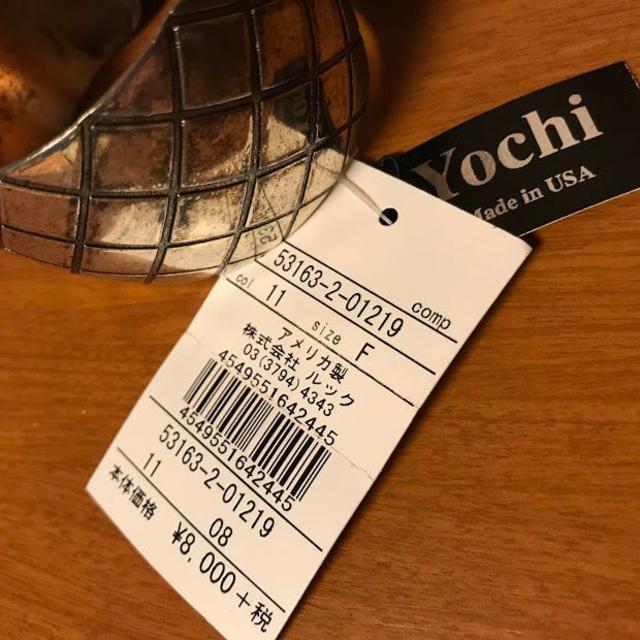 Yochi
Made in USA
53163-2-01219
comp
col 11 size F
アメリカ製
株式会社 ルック
03(3794)4343
4549551642445
4549551642445
53163-2-01219
11 08
本体価格
¥8,000+税